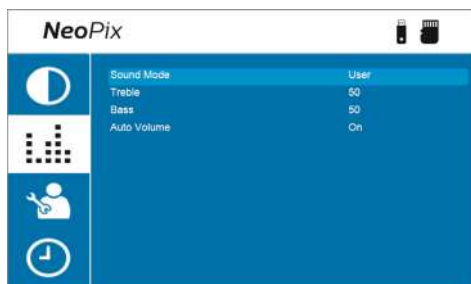 NeoPix
Sound Mode User
Treble 50
Bass 50
Auto Volume On